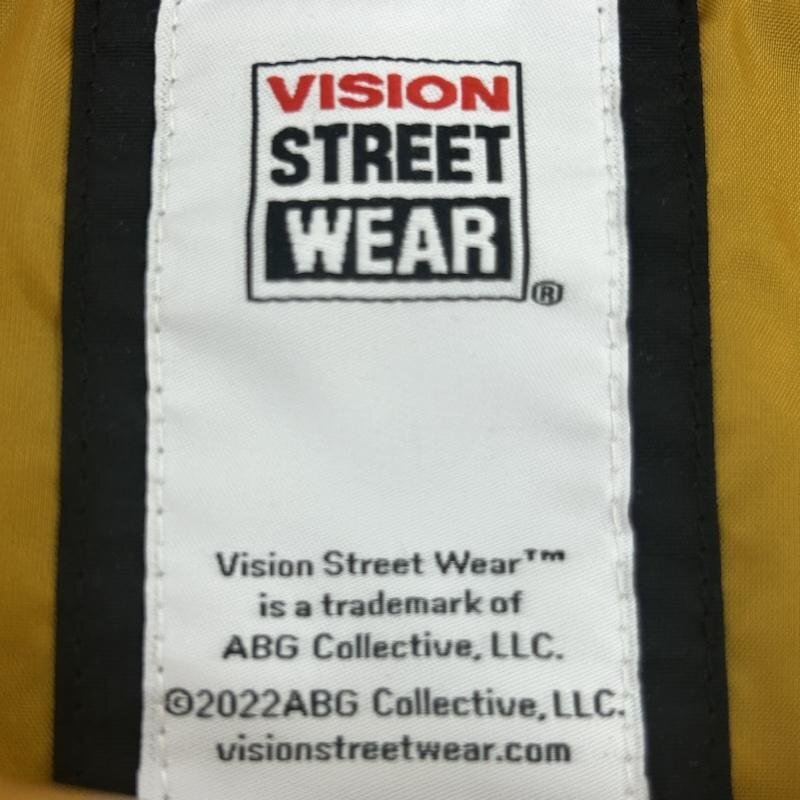 VISION
STREET
WEAR
®
Vision Street Wear™
is a trademark of
ABG Collective, LLC.
©2022ABG Collective, LLC.
visionstreetwear.com